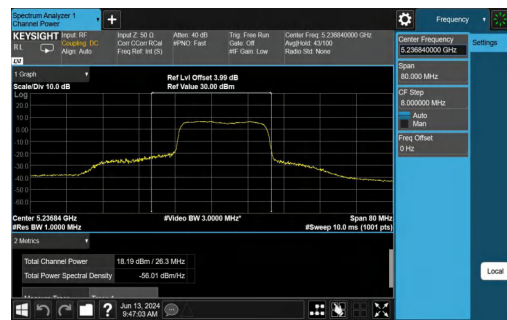 Spectrum Analyzer 1
Channel Power
Frequency
KEYSIGHT
Input: RF
Coupling: DC
Align: Auto
Input Z: 50 Ω
Corr CCorr RCal
Freq Ref: Int (S)
Atten: 40 dB
#PNO: Fast
Trig: Free Run
Gate: Off
#IF Gain: Low
Center Freq: 5.236840000 GHz
Avg|Hold: 43/100
Radio Std: None
RL
LV
Center Frequency
5.236840000 GHz
Settings
Span
80.000 MHz
CF Step
8.000000 MHz
Auto
Man
Freq Offset
0 Hz
Local
1 Graph
Scale/Div 10.0 dB
Ref Lvl Offset 3.99 dB
Ref Value 30.00 dBm
Log
20.0
10.0
0.00
-10.0
-20.0
-30.0
-40.0
-50.0
-60.0
Center 5.23684 GHz
#Res BW 1.0000 MHz
#Video BW 3.0000 MHz*
Span 80 MHz
#Sweep 10.0 ms (1001 pts)
2 Metrics
Total Channel Power 18.19 dBm / 26.3 MHz
Total Power Spectral Density -56.01 dBm/Hz
?
Jun 13, 2024
9:47:03 AM